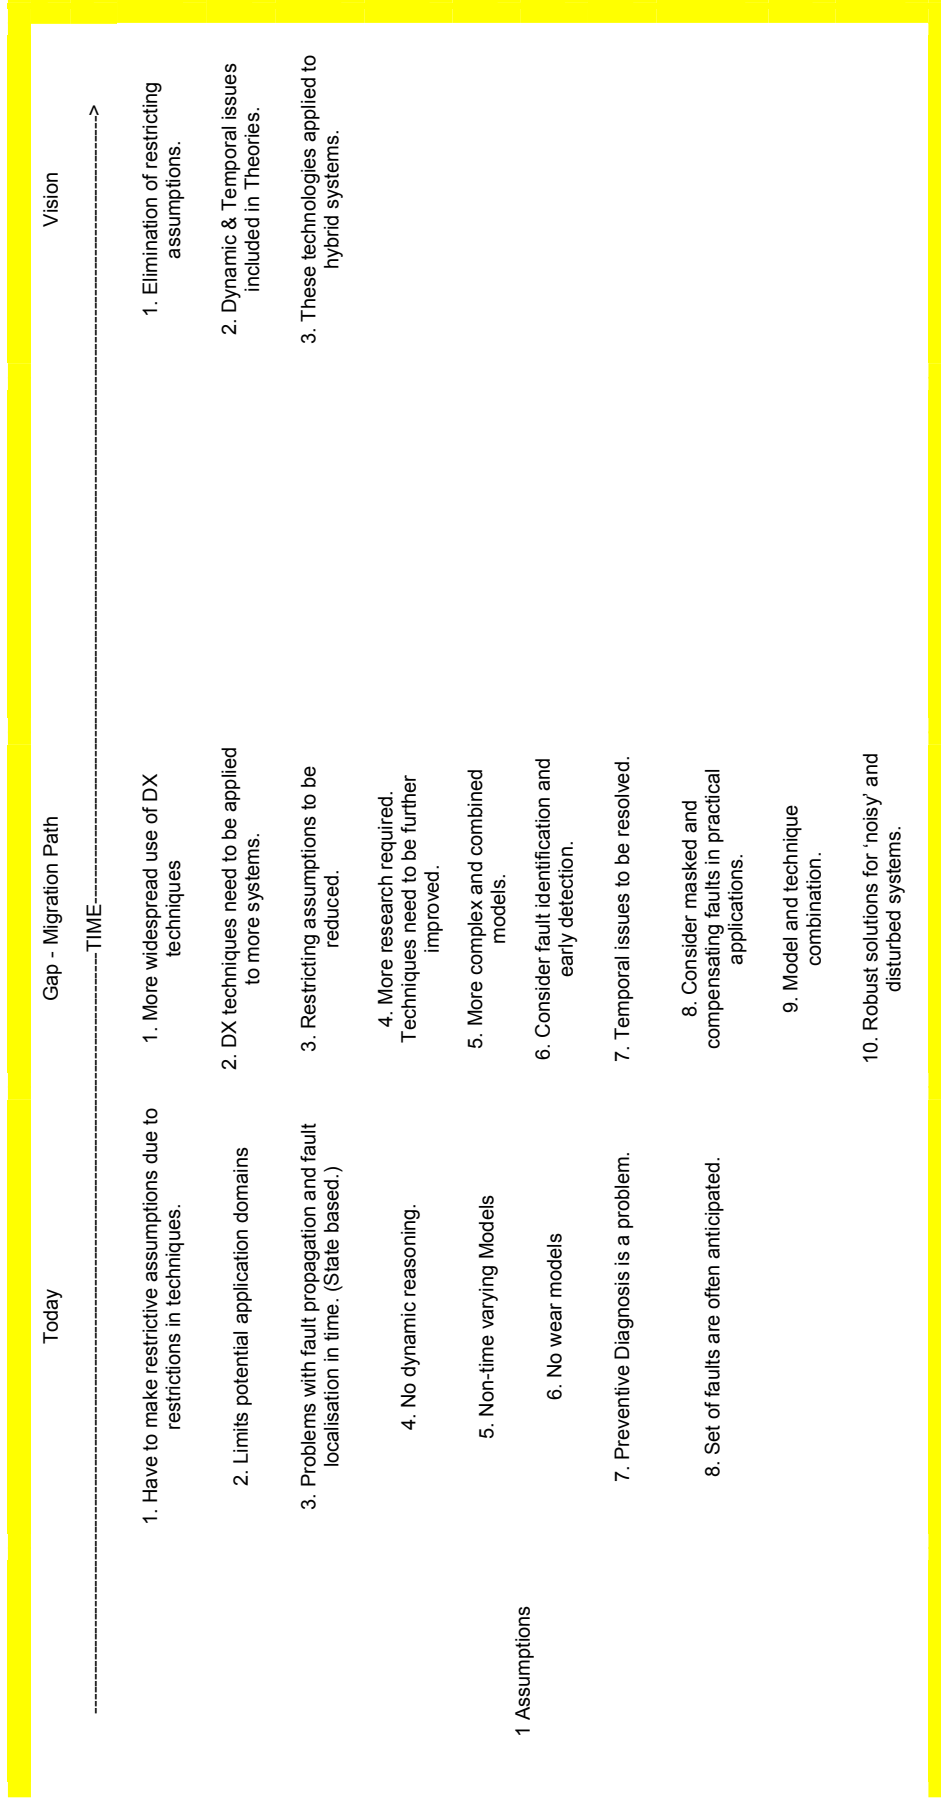 Today
Gap - Migration Path
Vision
----------------------------------------------------------------------------------------------------TIME---------------------------------------------------------------------------------------------------->
1 Assumptions
1. Have to make restrictive assumptions due to
restrictions in techniques.
2. Limits potential application domains
3. Problems with fault propagation and fault
localisation in time. (State based.)
4. No dynamic reasoning.
5. Non-time varying Models
6. No wear models
7. Preventive Diagnosis is a problem.
8. Set of faults are often anticipated.
1. More widespread use of DX
techniques
2. DX techniques need to be applied
to more systems.
3. Restricting assumptions to be
reduced.
4. More research required.
Techniques need to be further
improved.
5. More complex and combined
models.
6. Consider fault identification and
early detection.
7. Temporal issues to be resolved.
8. Consider masked and
compensating faults in practical
applications.
9. Model and technique
combination.
10. Robust solutions for ‘noisy’ and
disturbed systems.
1. Elimination of restricting
assumptions.
2. Dynamic & Temporal issues
included in Theories.
3. These technologies applied to
hybrid systems.